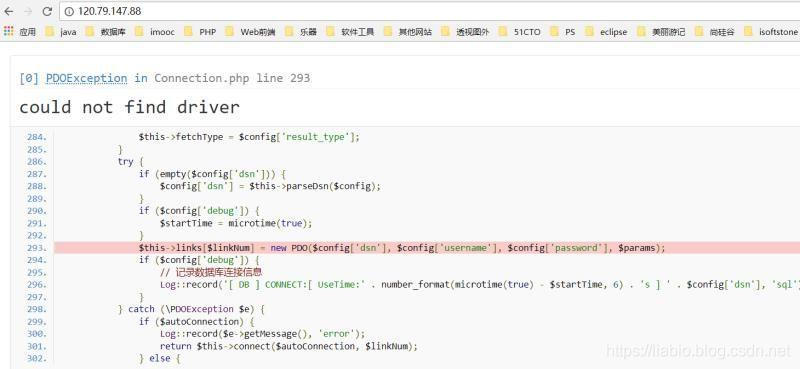 120.79.147.88
应用 java 数据库 imooc PHP Web前端 乐器 软件工具 其他网站 透视图外 51CTO PS eclipse 美丽游记 尚硅谷 isoftstone
[0] PDOException in Connection.php line 293
could not find driver
284. $this->fetchType = $config['result_type'];
285. }
286. try {
287. if (empty($config['dsn'])) {
288. $config['dsn'] = $this->parseDsn($config);
289. }
290. if ($config['debug']) {
291. $startTime = microtime(true);
292. }
293. $this->links[$linkNum] = new PDO($config['dsn'], $config['username'], $config['password'], $params);
294. if ($config['debug']) {
295. // 记录数据库连接信息
296. Log::record('[ DB ] CONNECT:[ UseTime:' . number_format(microtime(true) - $startTime, 6) . 's ] ' . $config['dsn'], 'sql'
297. }
298. } catch (\PDOException $e) {
299. if ($autoConnection) {
300. Log::record($e->getMessage(), 'error');
301. return $this->connect($autoConnection, $linkNum);
302. } else {
https://liabio.blog.csdn.net